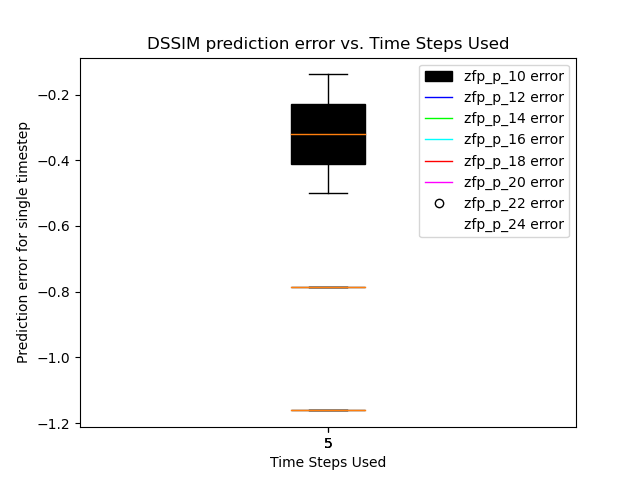 DSSIM prediction error vs. Time Steps Used
Prediction error for single timestep
−0.2
−0.4
−0.6
−0.8
−1.0
−1.2
zfp_p_10 error
zfp_p_12 error
zfp_p_14 error
zfp_p_16 error
zfp_p_18 error
zfp_p_20 error
zfp_p_22 error
zfp_p_24 error
5
Time Steps Used